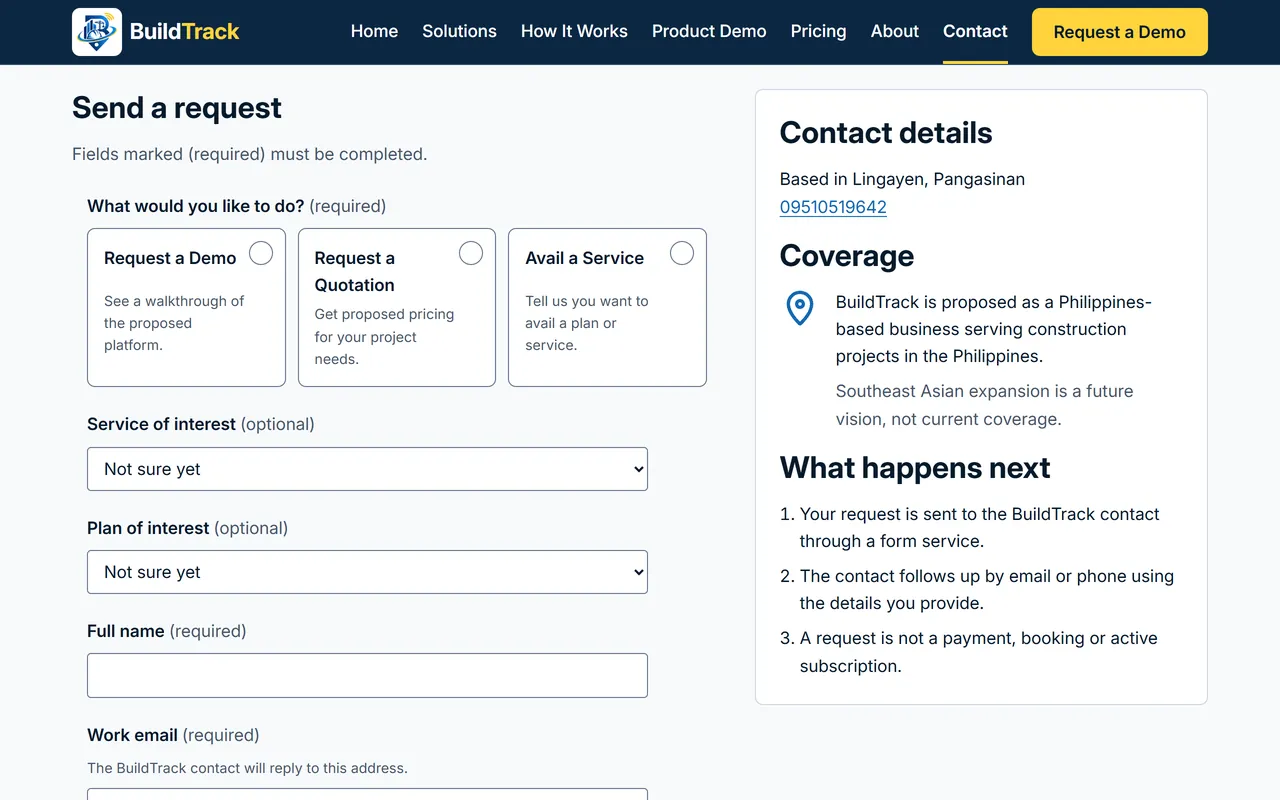 BuildTrack
Home
Solutions
How It Works
Product Demo
Pricing
About
Contact
Request a Demo
Send a request
Fields marked (required) must be completed.
What would you like to do? (required)
Request a Demo
See a walkthrough of
the proposed
platform.
Request a
Quotation
Get proposed pricing
for your project
needs.
Avail a Service
Tell us you want to
avail a plan or
service.
Service of interest (optional)
Not sure yet
Plan of interest (optional)
Not sure yet
Full name (required)
Work email (required)
The BuildTrack contact will reply to this address.
Contact details
Based in Lingayen, Pangasinan
09510519642
Coverage
BuildTrack is proposed as a Philippines-
based business serving construction
projects in the Philippines.
Southeast Asian expansion is a future
vision, not current coverage.
What happens next
1. Your request is sent to the BuildTrack contact
through a form service.
2. The contact follows up by email or phone using
the details you provide.
3. A request is not a payment, booking or active
subscription.